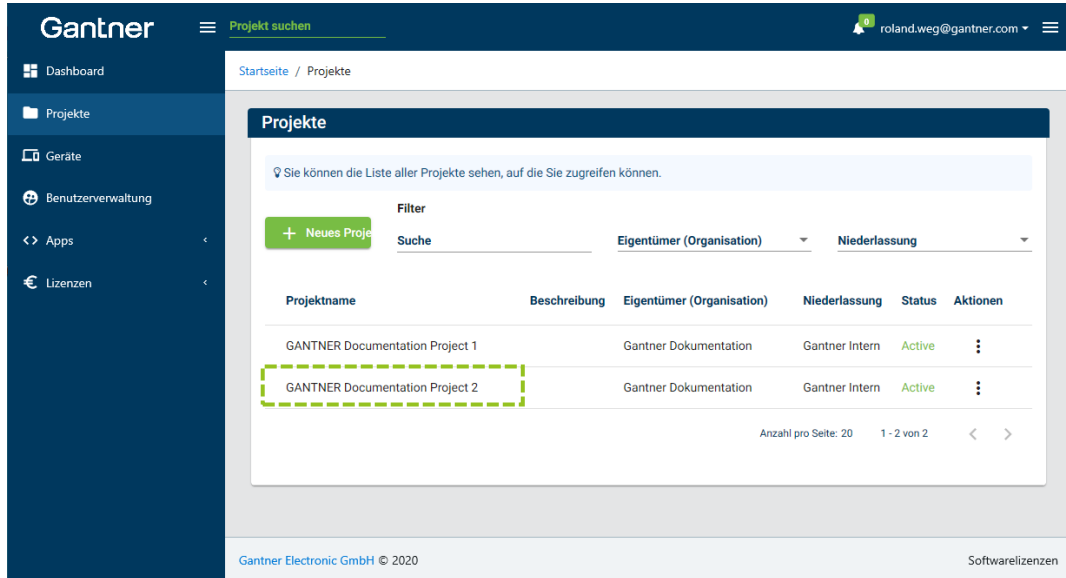 Gantner
Projekt suchen
0
roland.weg@gantner.com
Dashboard
Startseite / Projekte
Projekte
Projekte
Geräte
Sie können die Liste aller Projekte sehen, auf die Sie zugreifen können.
Benutzerverwaltung
Filter
+ Neues Proje
Suche
Eigentümer (Organisation)
Niederlassung
Apps
Lizenzen
Projektname Beschreibung Eigentümer (Organisation) Niederlassung Status Aktionen
GANTNER Documentation Project 1 Gantner Dokumentation Gantner Intern Active
GANTNER Documentation Project 2 Gantner Dokumentation Gantner Intern Active
Anzahl pro Seite: 20 1 - 2 von 2
Gantner Electronic GmbH © 2020 Softwarelizenzen